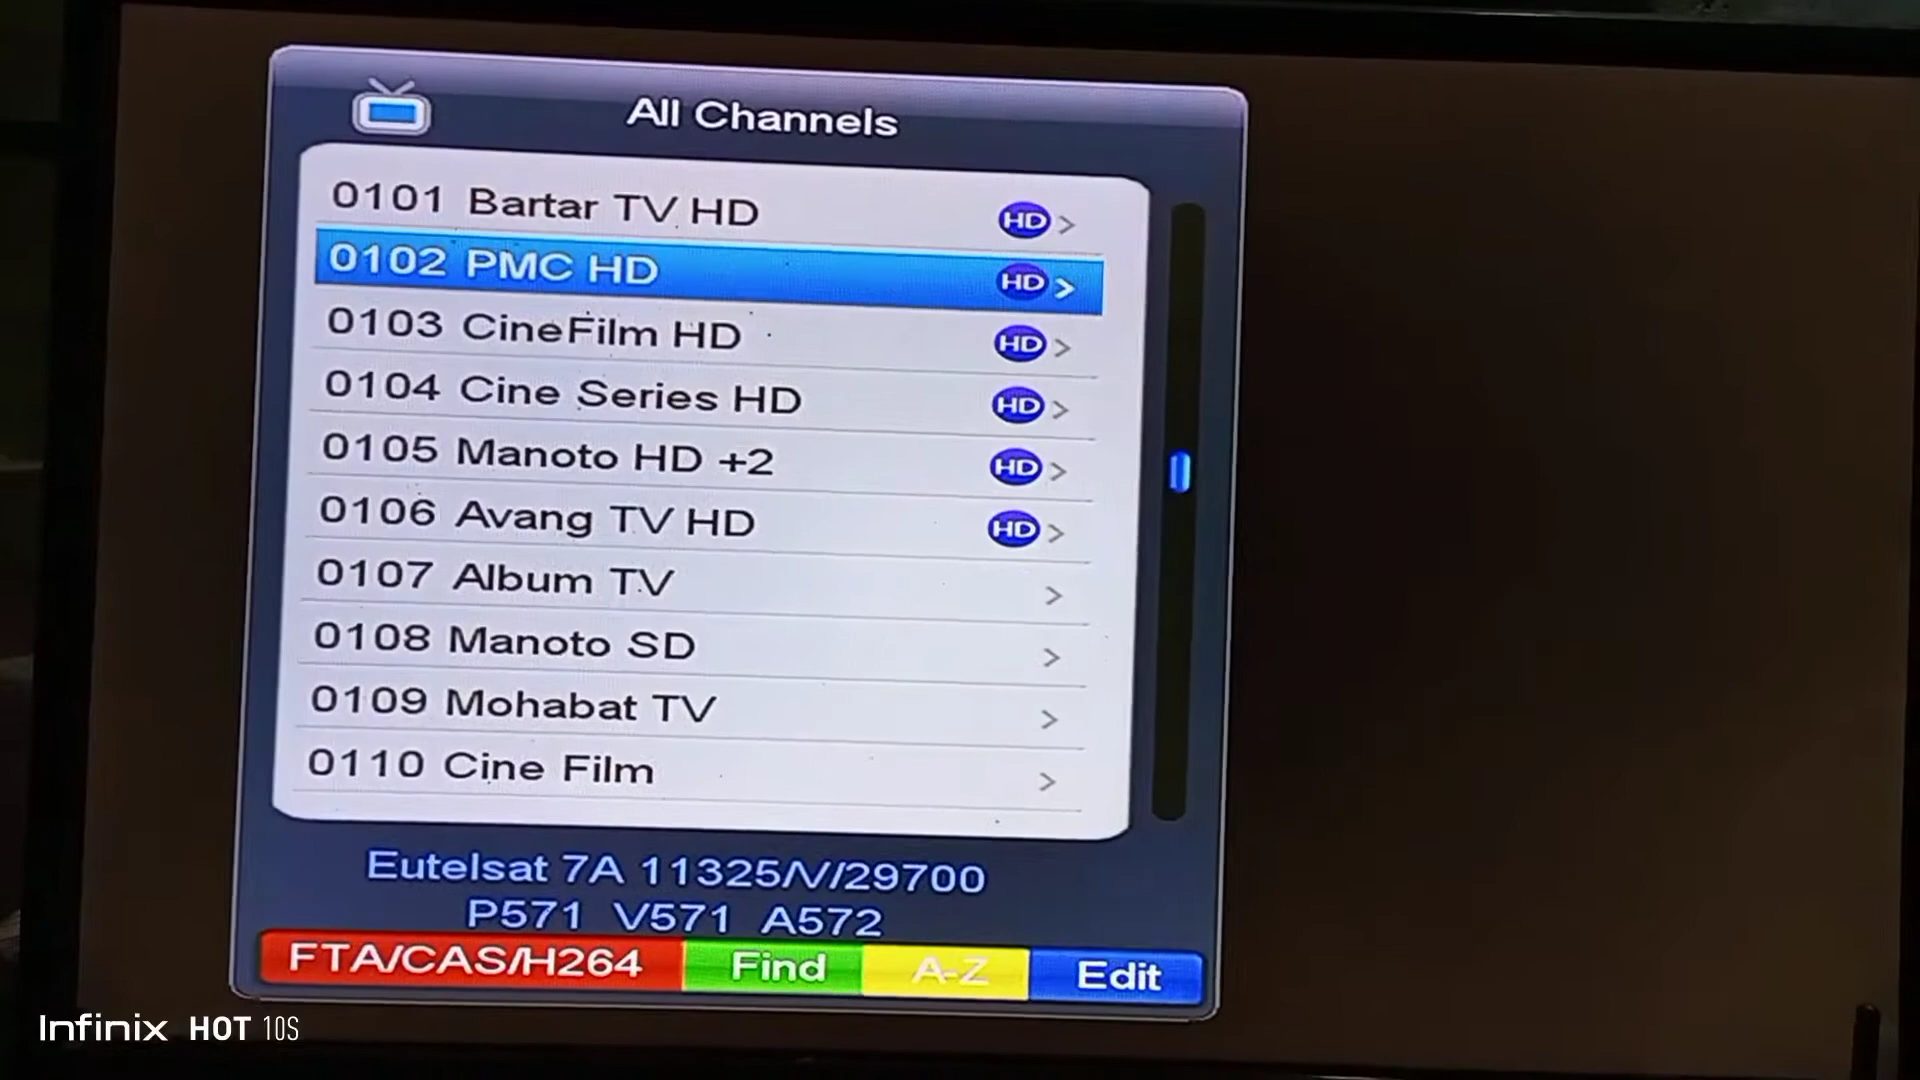 All Channels
0101 Bartar TV HD HD >
0102 PMC HD HD >
0103 CineFilm HD HD >
0104 Cine Series HD HD >
0105 Manoto HD +2 HD >
0106 Avang TV HD HD >
0107 Album TV >
0108 Manoto SD >
0109 Mohabat TV >
0110 Cine Film >
Eutelsat 7A 11325/V/29700
P571 V571 A572
FTA/CAS/H264 Find A-Z Edit
Infinix HOT 10S